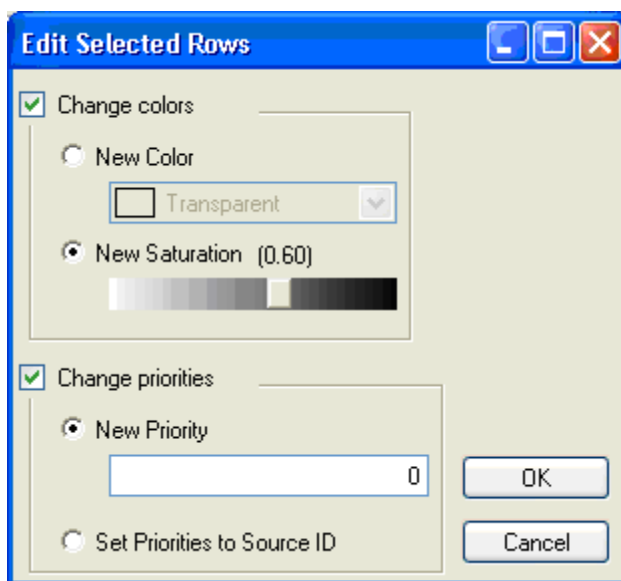 Edit Selected Rows
Change colors
New Color
Transparent
New Saturation (0.60)
Change priorities
New Priority
0
OK
Set Priorities to Source ID
Cancel